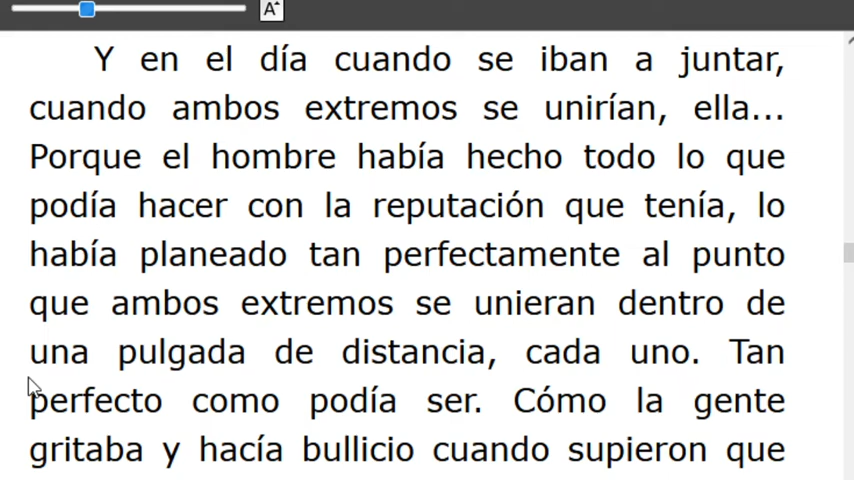 A
Y en el día cuando se iban a juntar,
cuando ambos extremos se unirían, ella...
Porque el hombre había hecho todo lo que
podía hacer con la reputación que tenía, lo
había planeado tan perfectamente al punto
que ambos extremos se unieran dentro de
una pulgada de distancia, cada uno. Tan
perfecto como podía ser. Cómo la gente
gritaba y hacía bullicio cuando supieron que